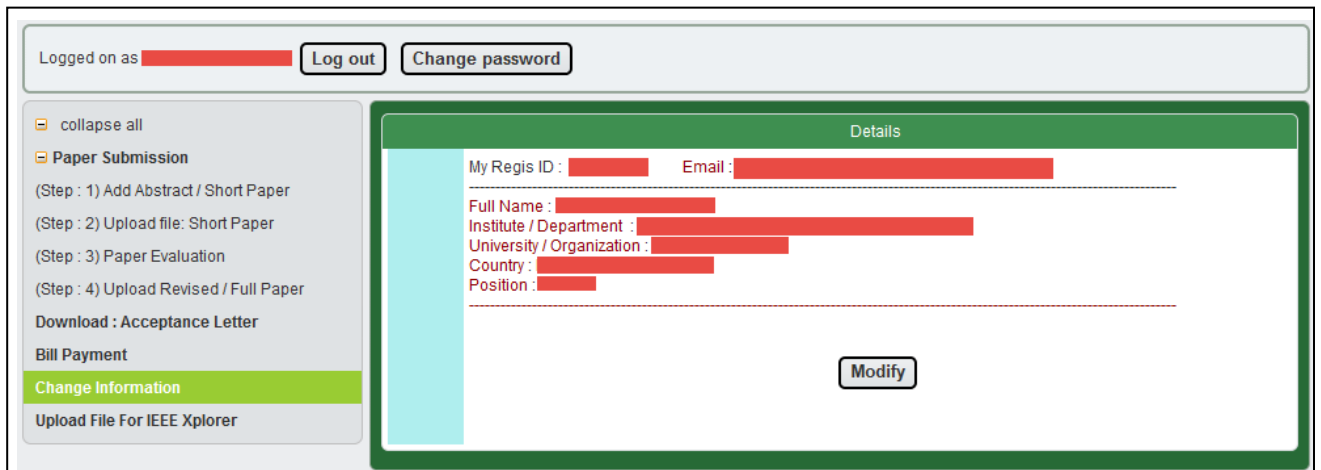 Logged on as Log out Change password
collapse all
Paper Submission
(Step : 1) Add Abstract / Short Paper
(Step : 2) Upload file: Short Paper
(Step : 3) Paper Evaluation
(Step : 4) Upload Revised / Full Paper
Download : Acceptance Letter
Bill Payment
Change Information
Upload File For IEEE Xplorer
Details
My Regis ID : Email :
Full Name :
Institute / Department :
University / Organization :
Country :
Position :
Modify